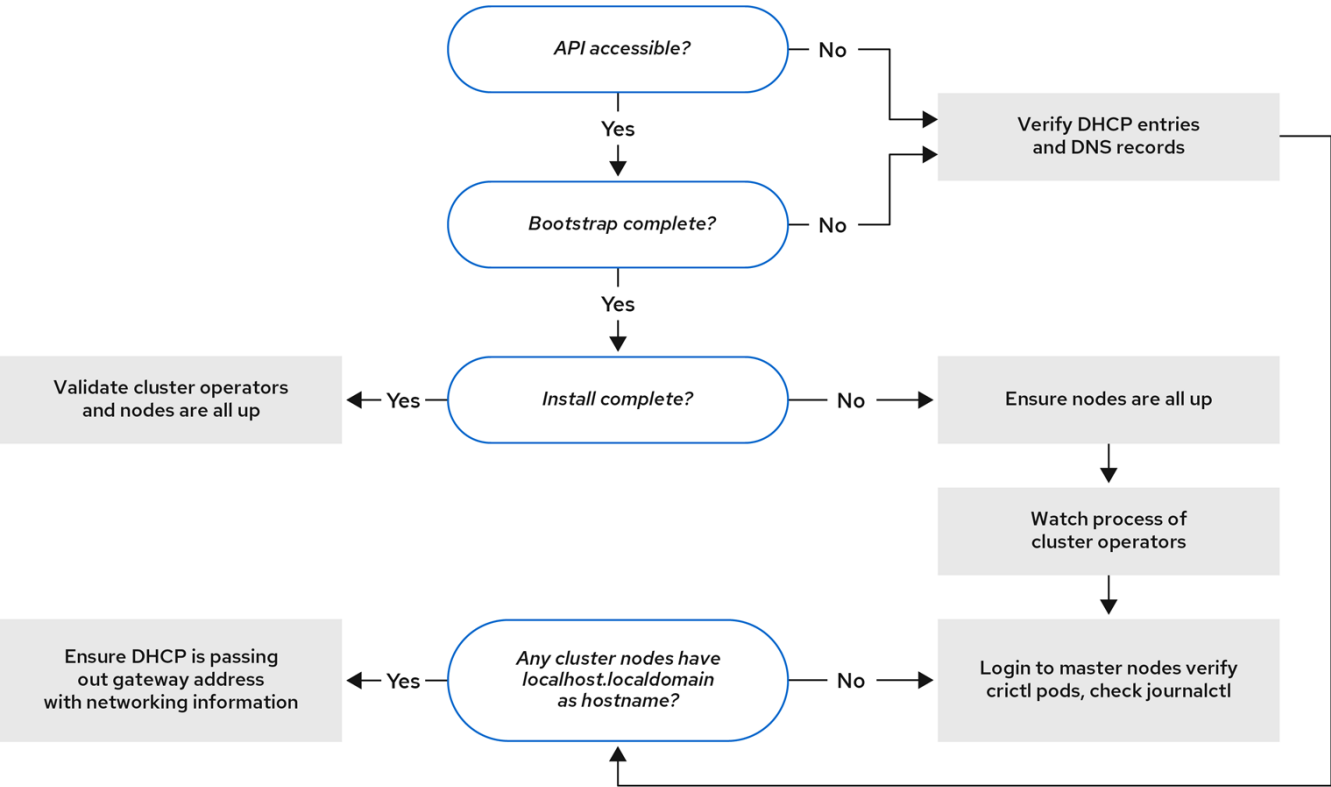 API accessible?
No
Verify DHCP entries
and DNS records
Yes
Bootstrap complete?
No
Yes
Validate cluster operators
and nodes are all up
Yes
Install complete?
No
Ensure nodes are all up
Watch process of
cluster operators
Ensure DHCP is passing
out gateway address
with networking information
Yes
Any cluster nodes have
localhost.localdomain
as hostname?
No
Login to master nodes verify
crictl pods, check journalctl